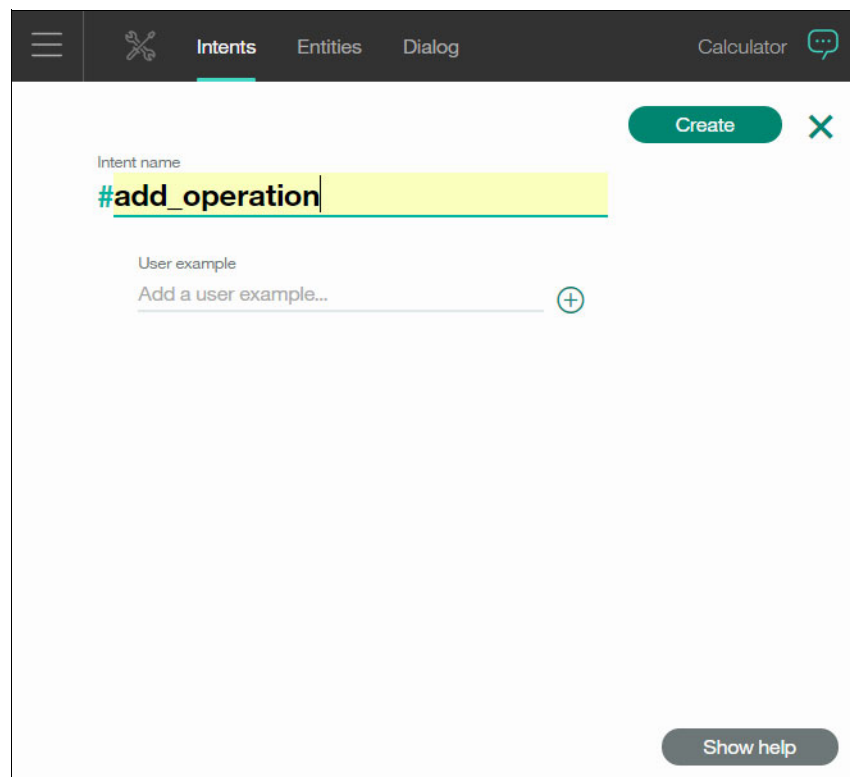 Intents Entities Dialog Calculator
Create
Intent name
#add_operation
User example
Add a user example...
Show help